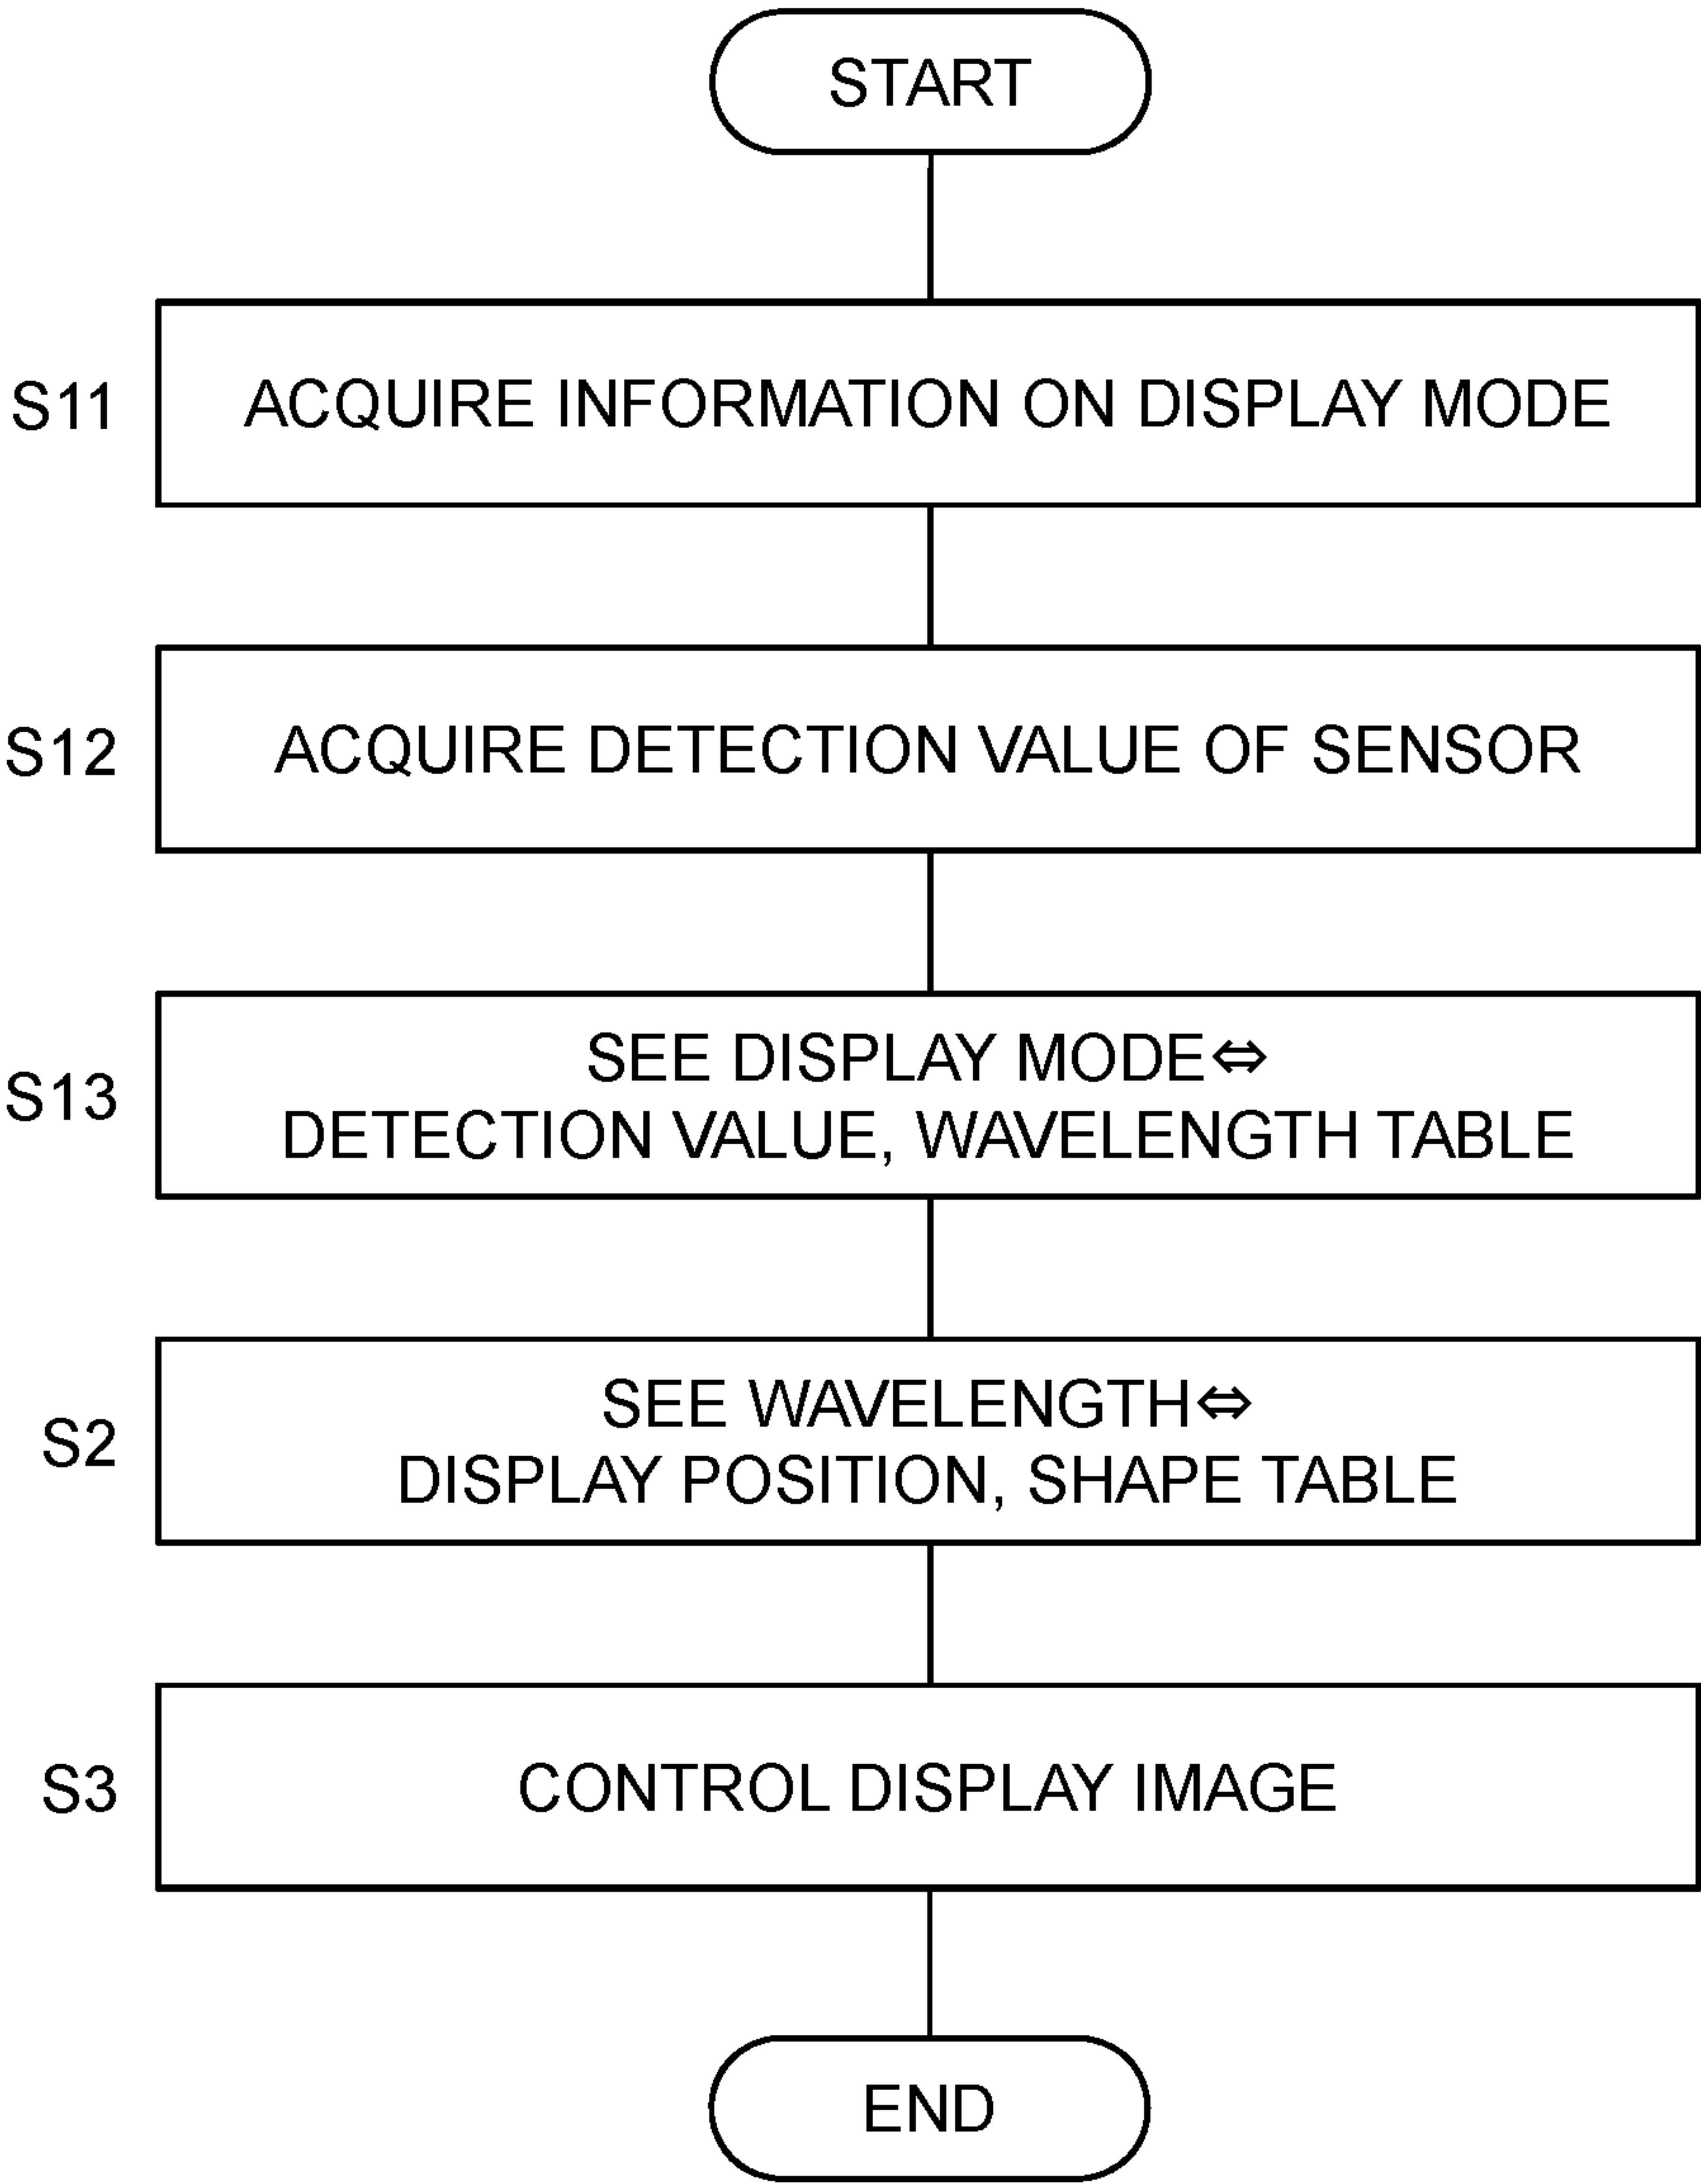 START
S11 ACQUIRE INFORMATION ON DISPLAY MODE
S12 ACQUIRE DETECTION VALUE OF SENSOR
S13 SEE DISPLAY MODE⇔
DETECTION VALUE, WAVELENGTH TABLE
S2 SEE WAVELENGTH⇔
DISPLAY POSITION, SHAPE TABLE
S3 CONTROL DISPLAY IMAGE
END